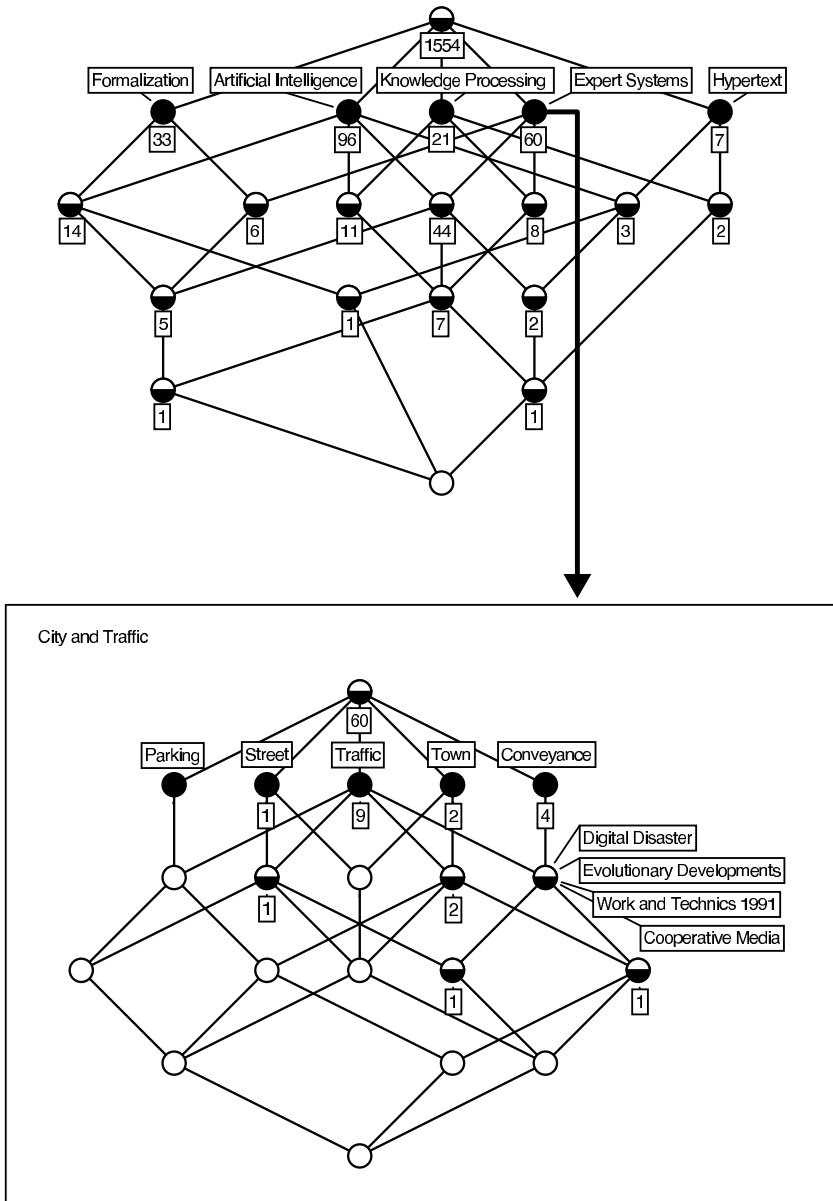 1554
Formalization Artificial Intelligence Knowledge Processing Expert Systems Hypertext
33 96 21 60 7
14 6 11 44 8 3 2
5 1 7 2
1 1
City and Traffic
60
Parking Street Traffic Town Conveyance
1 9 2 4
Digital Disaster
Evolutionary Developments
Work and Technics 1991
Cooperative Media
1 2
1 1